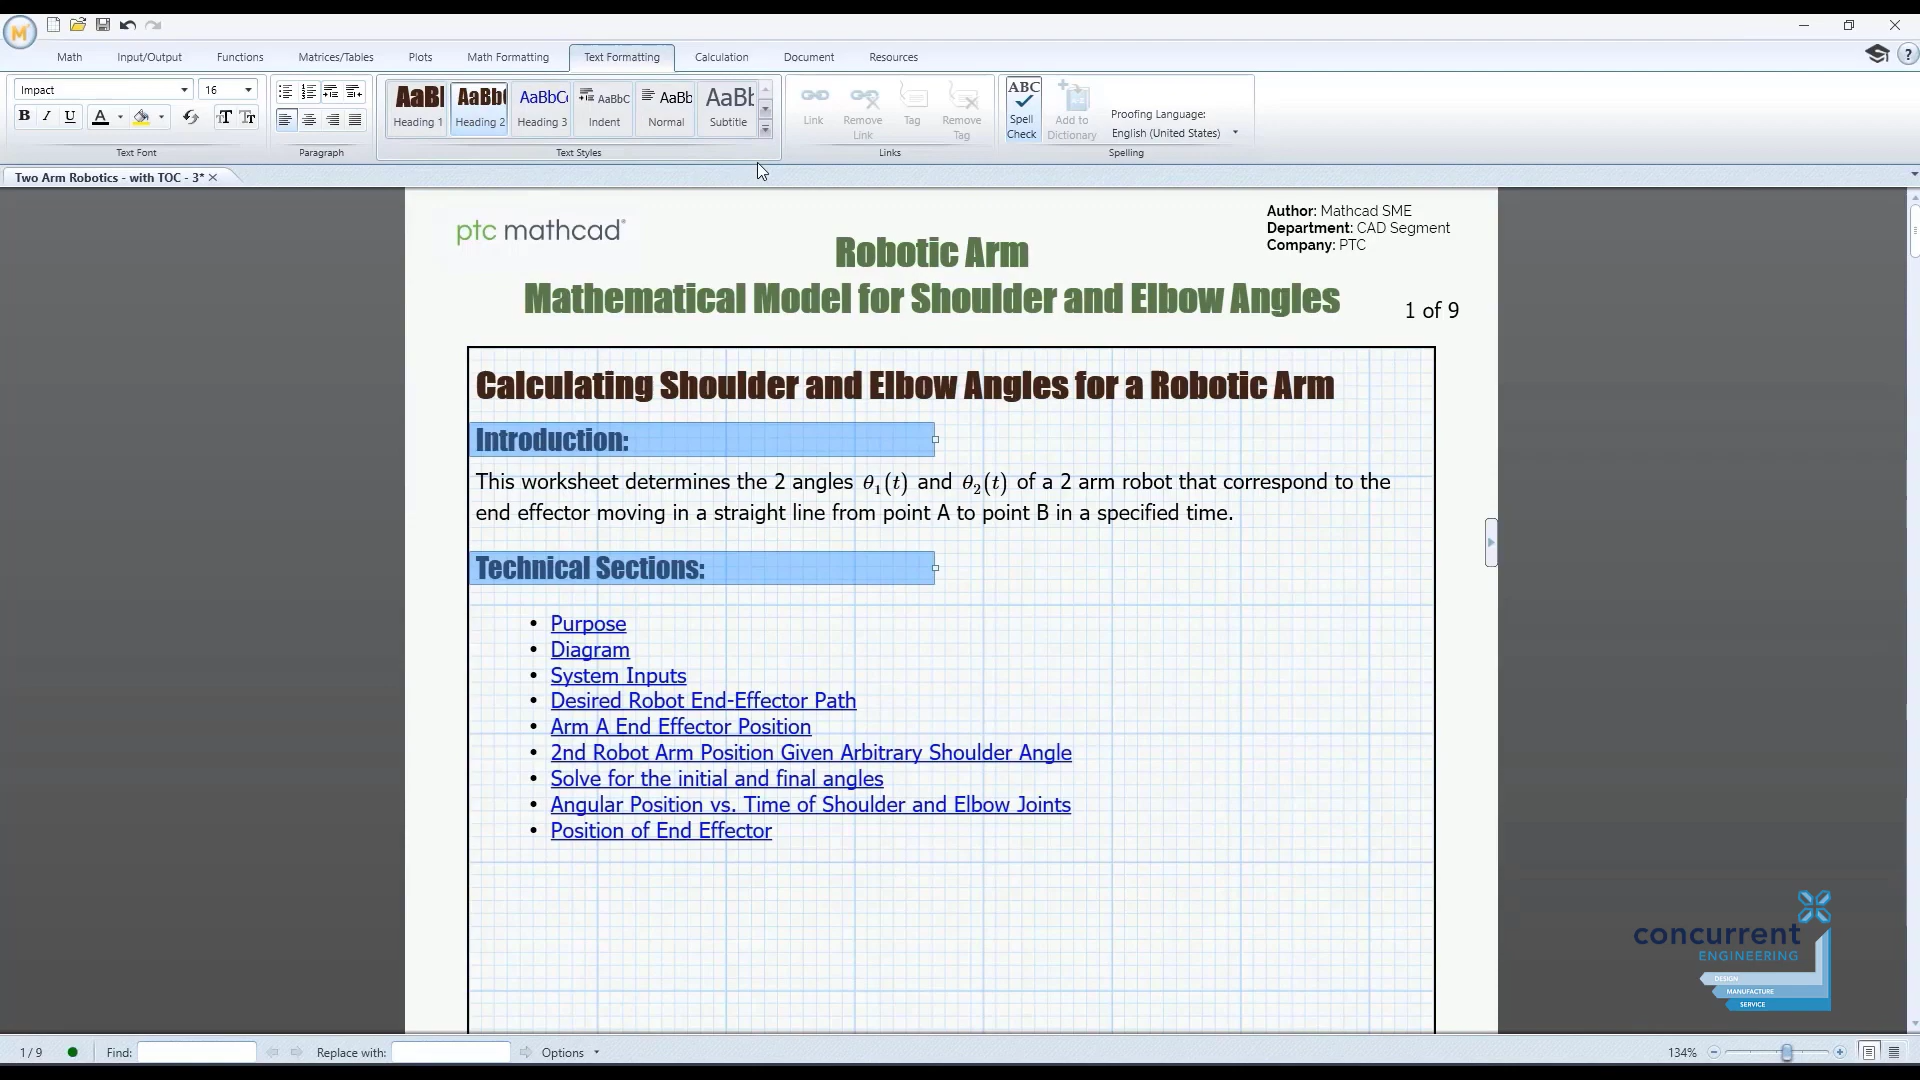 M
Math Input/Output Functions Matrices/Tables Plots Math Formatting Text Formatting Calculation Document Resources
?
Impact 16
AaBl AaBb( AaBbC( AaBbC AaBb AaBt
Heading 1 Heading 2 Heading 3 Indent Normal Subtitle
B I U A
Link Remove Link Tag Remove Tag
ABC Spell Check Add to Dictionary
Proofing Language:
English (United States)
Text Font Paragraph Text Styles Links Spelling
Two Arm Robotics - with TOC - 3*
ptc mathcad
Author: Mathcad SME
Department: CAD Segment
Company: PTC
Robotic Arm
Mathematical Model for Shoulder and Elbow Angles
1 of 9
Calculating Shoulder and Elbow Angles for a Robotic Arm
Introduction:
This worksheet determines the 2 angles θ₁(t) and θ₂(t) of a 2 arm robot that correspond to the
end effector moving in a straight line from point A to point B in a specified time.
Technical Sections:
• Purpose
• Diagram
• System Inputs
• Desired Robot End-Effector Path
• Arm A End Effector Position
• 2nd Robot Arm Position Given Arbitrary Shoulder Angle
• Solve for the initial and final angles
• Angular Position vs. Time of Shoulder and Elbow Joints
• Position of End Effector
concurrent
ENGINEERING
DESIGN
MANUFACTURE
SERVICE
1 / 9 Find: Replace with: Options 134%